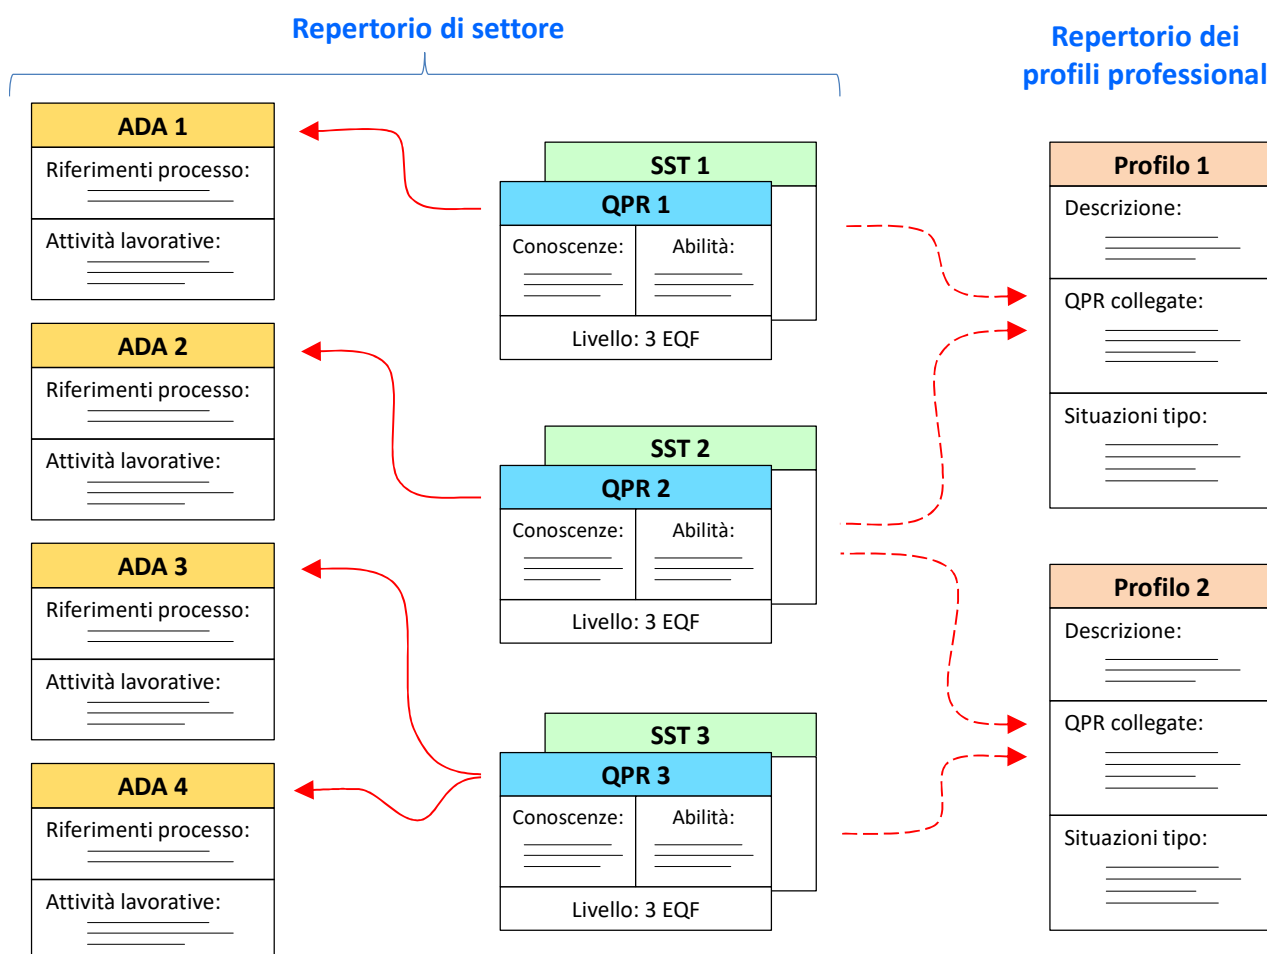 Repertorio di settore
ADA 1
Riferimenti processo:
Attività lavorative:
ADA 2
Riferimenti processo:
Attività lavorative:
ADA 3
Riferimenti processo:
Attività lavorative:
ADA 4
Riferimenti processo:
Attività lavorative:
SST 1
QPR 1
Conoscenze:
Abilità:
Livello: 3 EQF
SST 2
QPR 2
Conoscenze:
Abilità:
Livello: 3 EQF
SST 3
QPR 3
Conoscenze:
Abilità:
Livello: 3 EQF
Repertorio dei
profili professional
Profilo 1
Descrizione:
QPR collegate:
Situazioni tipo:
Profilo 2
Descrizione:
QPR collegate:
Situazioni tipo: